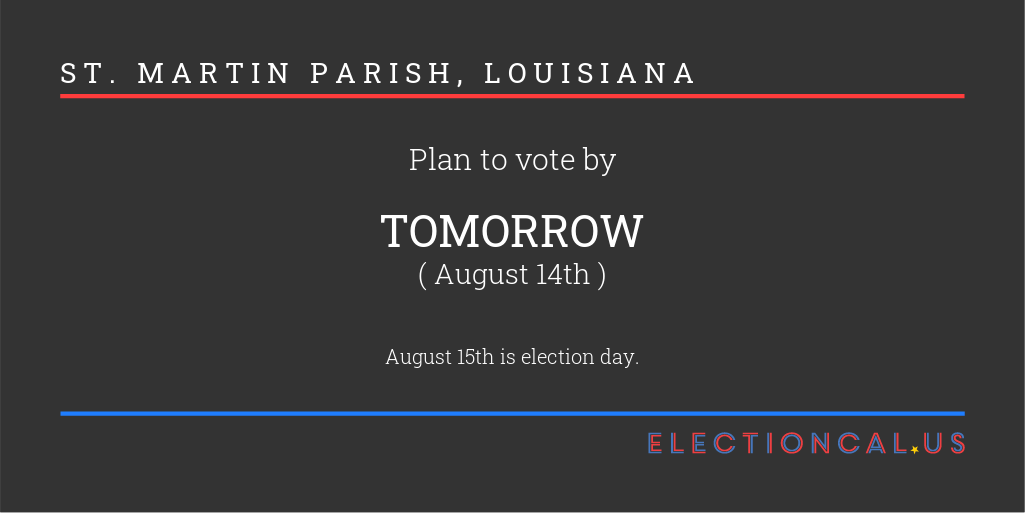 ST. MARTIN PARISH, LOUISIANA
Plan to vote by
TOMORROW
( August 14th )
August 15th is election day.
ELECTIONCAL.US